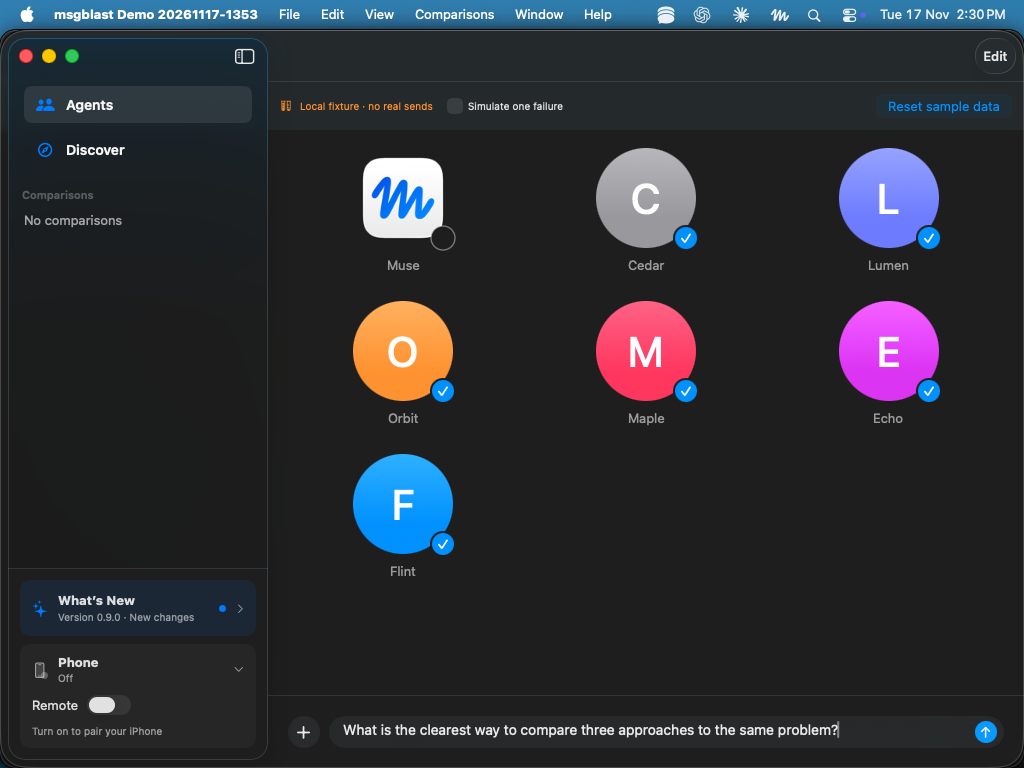 msgblast Demo 20261117-1353 File Edit View Comparisons Window Help Tue 17 Nov 2:30 PM
Edit
Agents
Discover
Comparisons
No comparisons
Local fixture · no real sends Simulate one failure Reset sample data
Muse
C
Cedar
L
Lumen
O
Orbit
M
Maple
E
Echo
F
Flint
What's New
Version 0.9.0 · New changes
Phone
Off
Remote
Turn on to pair your iPhone
What is the clearest way to compare three approaches to the same problem?